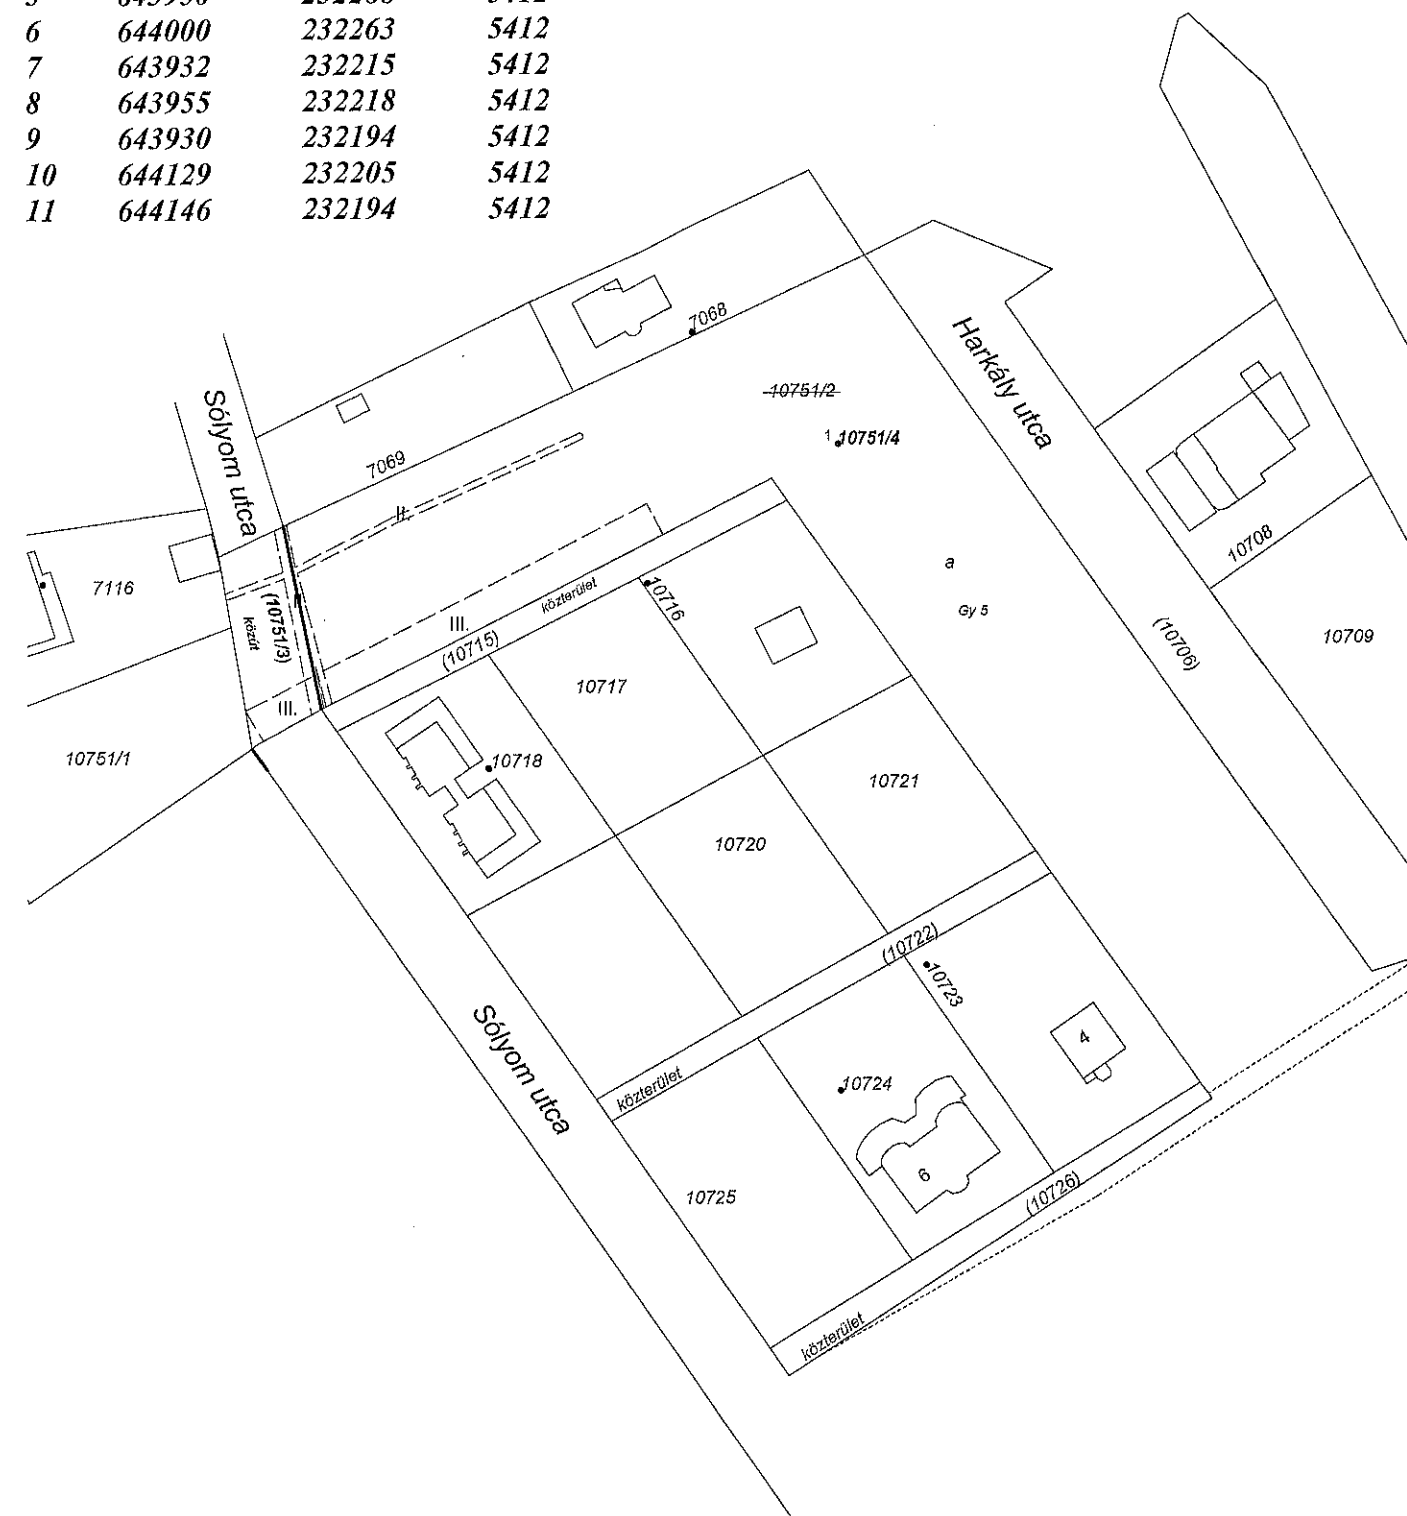 6 644000 232263 5412
7 643932 232215 5412
8 643955 232218 5412
9 643930 232194 5412
10 644129 232205 5412
11 644146 232194 5412
7068
Harkály utca
10751/2
1 10751/4
Sólyom utca
7069
II.
10708
a
Gy 5
7116
(10751/3)
közút
közterület
10716
III.
(10715)
(10706)
10709
10717
III.
10751/1
10718
10721
10720
(10722)
10723
Sólyom utca
4
közterület
10724
6
10725
(10726)
közterület